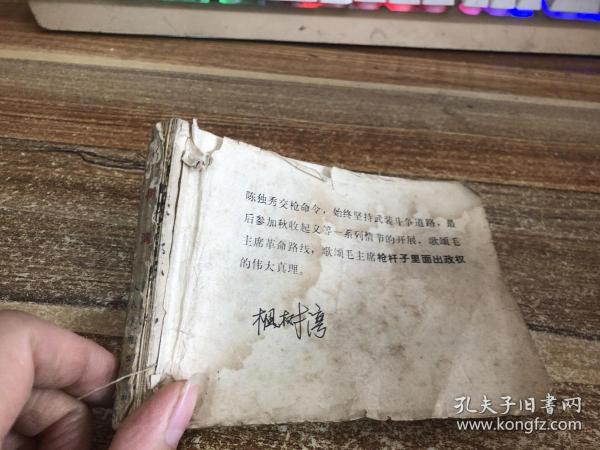 陈独秀交枪命令，始终坚持武装斗争道路，最
后参加秋收起义等一系列情节的开展，歌颂毛
主席革命路线，歌颂毛主席枪杆子里面出政权
的伟大真理。
枫树湾
孔夫子旧书网
www.kongfz.com